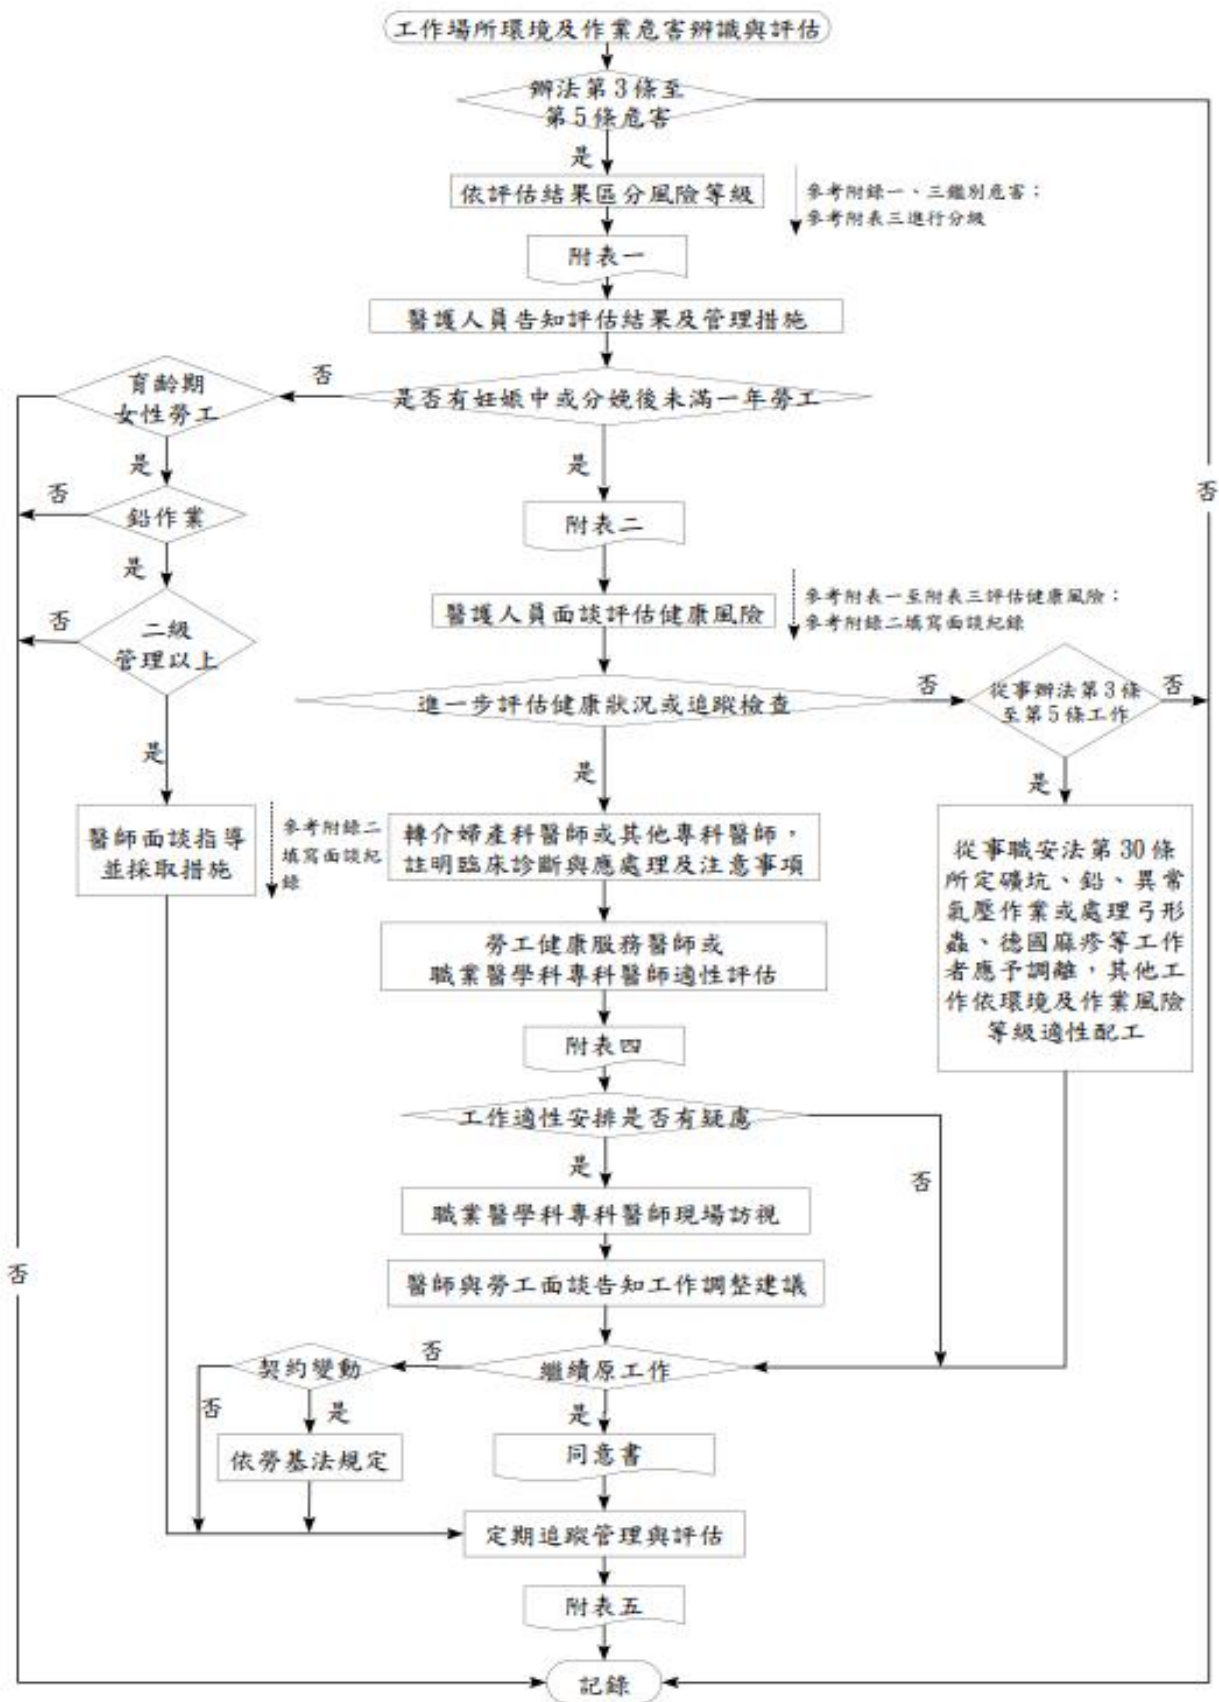 工作場所環境及作業危害辨識與評估
辦法第3條至
第5條危害
是
依評估結果區分風險等級
參考附錄一、三鑑別危害；
參考附表三進行分級
附表一
醫護人員告知評估結果及管理措施
育齡期
女性勞工
否
是否有妊娠中或分娩後未滿一年勞工
是
是
否
鉛作業
附表二
否
是
醫護人員面談評估健康風險
參考附表一至附表三評估健康風險；
參考附錄二填寫面談紀錄
否
二級
管理以上
進一步評估健康狀況或追蹤檢查
否
從事辦法第3條
至第5條工作
否
是
是
是
醫師面談指導
並採取措施
參考附錄二
填寫面談紀
錄
轉介婦產科醫師或其他專科醫師，
註明臨床診斷與應處理及注意事項
從事職安法第30條
所定礦坑、鉛、異常
氣壓作業或處理弓形
蟲、德國麻疹等工作
者應予調離，其他工
作依環境及作業風險
等級適性配工
勞工健康服務醫師或
職業醫學科專科醫師適性評估
附表四
工作適性安排是否有疑慮
是
否
職業醫學科專科醫師現場訪視
否
醫師與勞工面談告知工作調整建議
契約變動
否
繼續原工作
否
是
是
依勞基法規定
同意書
定期追蹤管理與評估
附表五
記錄